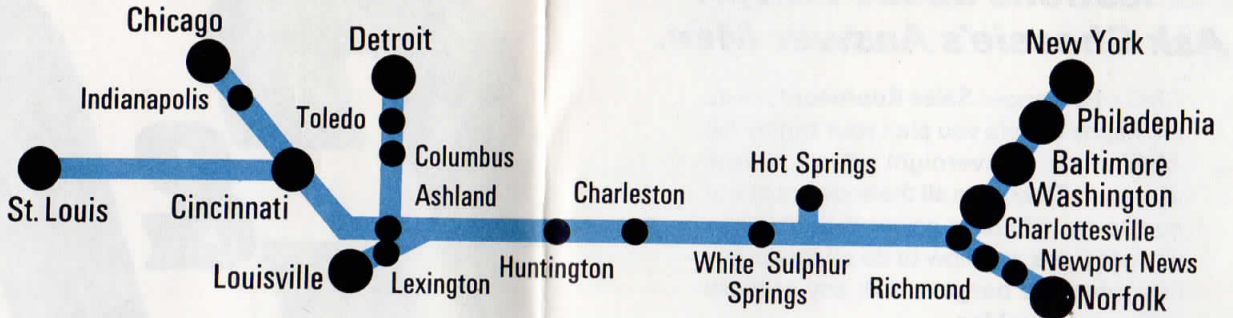 Chicago
Detroit
New York
Indianapolis
Toledo
Philadephia
Columbus
Hot Springs
Baltimore
St. Louis
Cincinnati
Ashland
Charleston
Washington
Charlottesville
Louisville
Lexington
Huntington
White Sulphur
Springs
Richmond
Newport News
Norfolk